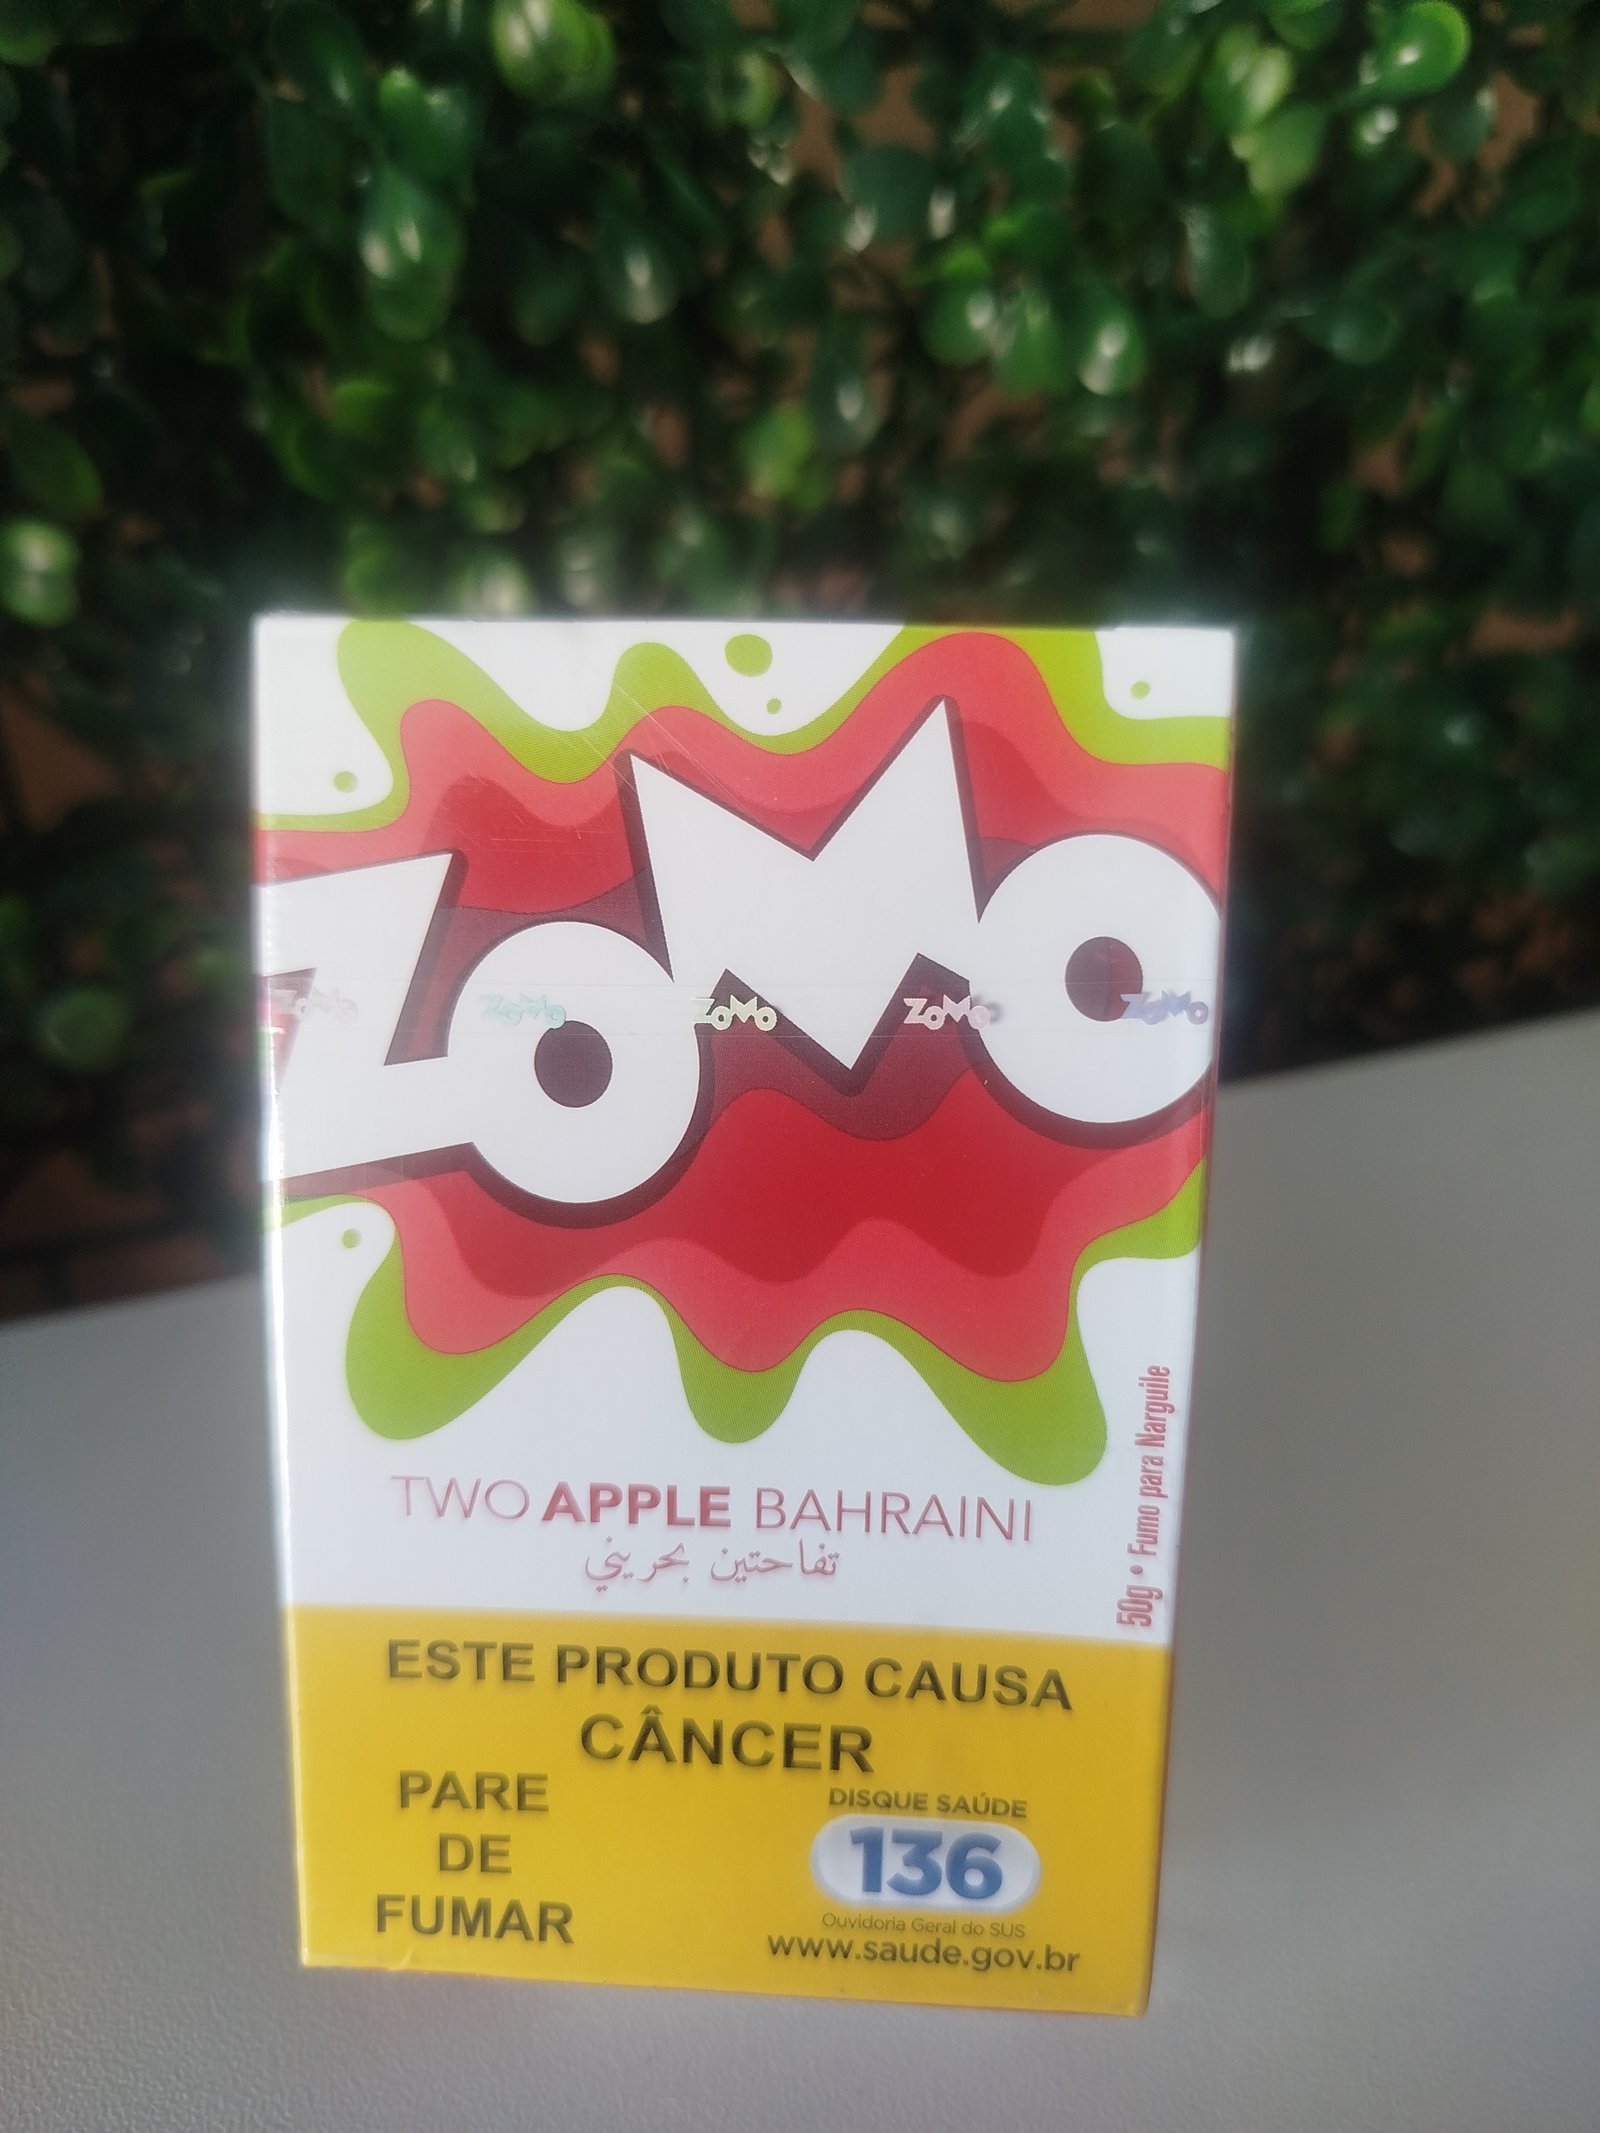 ZoMo
ZoMo ZoMo ZoMo ZoMo ZoMo
TWO APPLE BAHRAINI
تفاحتين بحريني
50g • Fumo para Narguile
ESTE PRODUTO CAUSA
CÂNCER
PARE
DE
FUMAR
DISQUE SAÚDE
136
Ouvidoria Geral do SUS
www.saude.gov.br